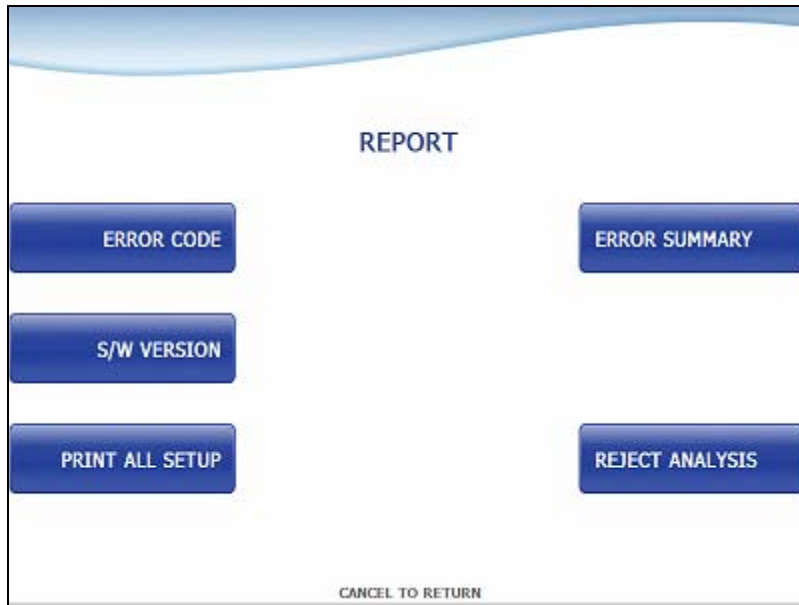 REPORT
ERROR CODE
ERROR SUMMARY
S/W VERSION
PRINT ALL SETUP
REJECT ANALYSIS
CANCEL TO RETURN